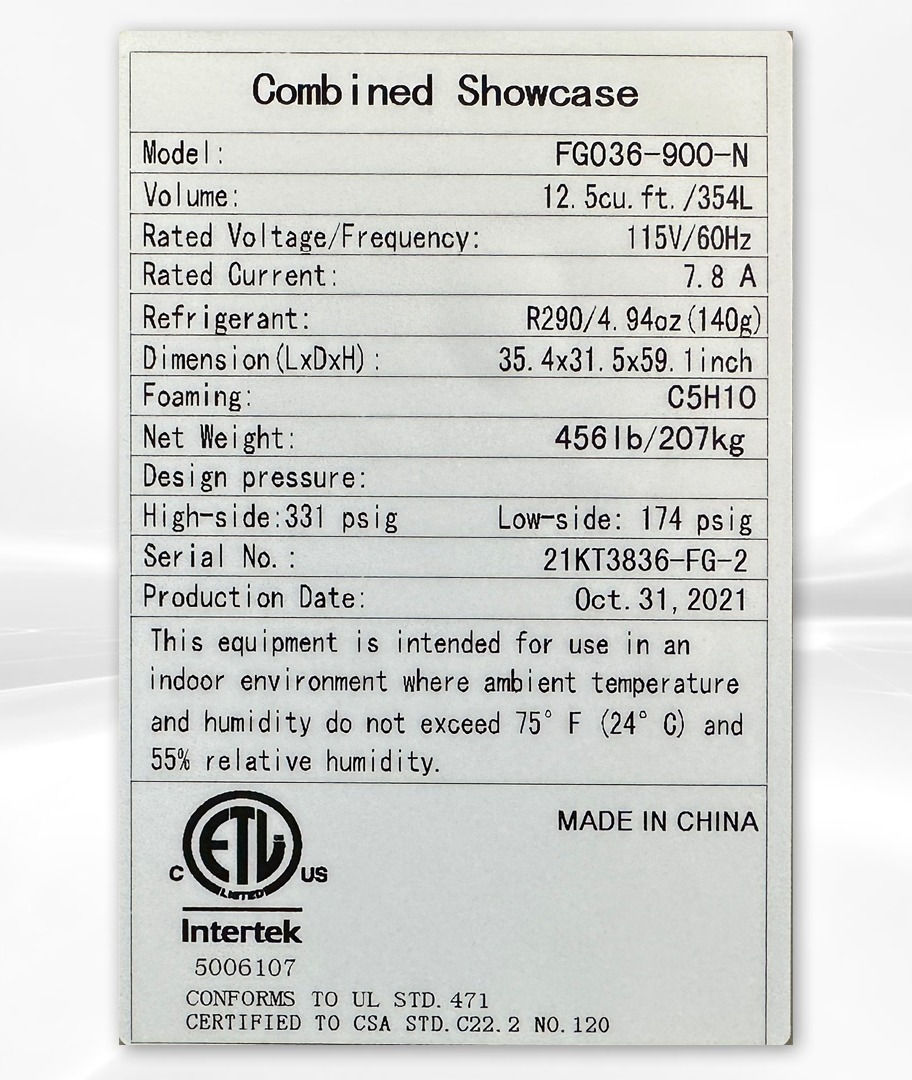 Combined Showcase
Model: FG036-900-N
Volume: 12.5cu.ft./354L
Rated Voltage/Frequency: 115V/60Hz
Rated Current: 7.8 A
Refrigerant: R290/4.94oz(140g)
Dimension(LxDxH): 35.4x31.5x59.1inch
Foaming: C5H10
Net Weight: 456lb/207kg
Design pressure:
High-side:331 psig Low-side: 174 psig
Serial No.: 21KT3836-FG-2
Production Date: Oct.31,2021
This equipment is intended for use in an
indoor environment where ambient temperature
and humidity do not exceed 75° F (24° C) and
55% relative humidity.
MADE IN CHINA
C ETL US
LISTED
Intertek
5006107
CONFORMS TO UL STD.471
CERTIFIED TO CSA STD.C22.2 NO.120